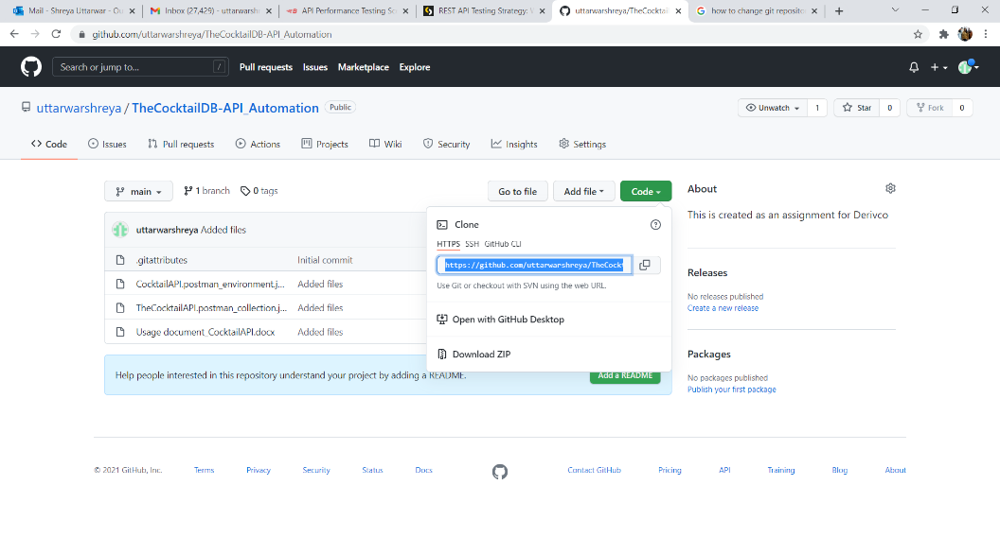 Mail - Shreya Uttarwar - Ou
Inbox (27,429) - uttarwarsh
API Performance Testing Sc
REST API Testing Strategy: 
uttarwarshreya/TheCocktail
how to change git reposito
github.com/uttarwarshreya/TheCocktailDB-API_Automation
Search or jump to... /
Pull requests Issues Marketplace Explore
uttarwarshreya / TheCocktailDB-API_Automation Public
Unwatch 1 Star 0 Fork 0
Code Issues Pull requests Actions Projects Wiki Security Insights Settings
main 1 branch 0 tags Go to file Add file Code
uttarwarshreya Added files
.gitattributes Initial commit
CocktailAPI.postman_environment.j... Added files
TheCocktailAPI.postman_collection.j... Added files
Usage document_CocktailAPI.docx Added files
Help people interested in this repository understand your project by adding a README. Add a README
Clone
HTTPS SSH GitHub CLI
https://github.com/uttarwarshreya/TheCockt
Use Git or checkout with SVN using the web URL.
Open with GitHub Desktop
Download ZIP
About
This is created as an assignment for Derivco
Releases
No releases published
Create a new release
Packages
No packages published
Publish your first package
© 2021 GitHub, Inc. Terms Privacy Security Status Docs Contact GitHub Pricing API Training Blog About